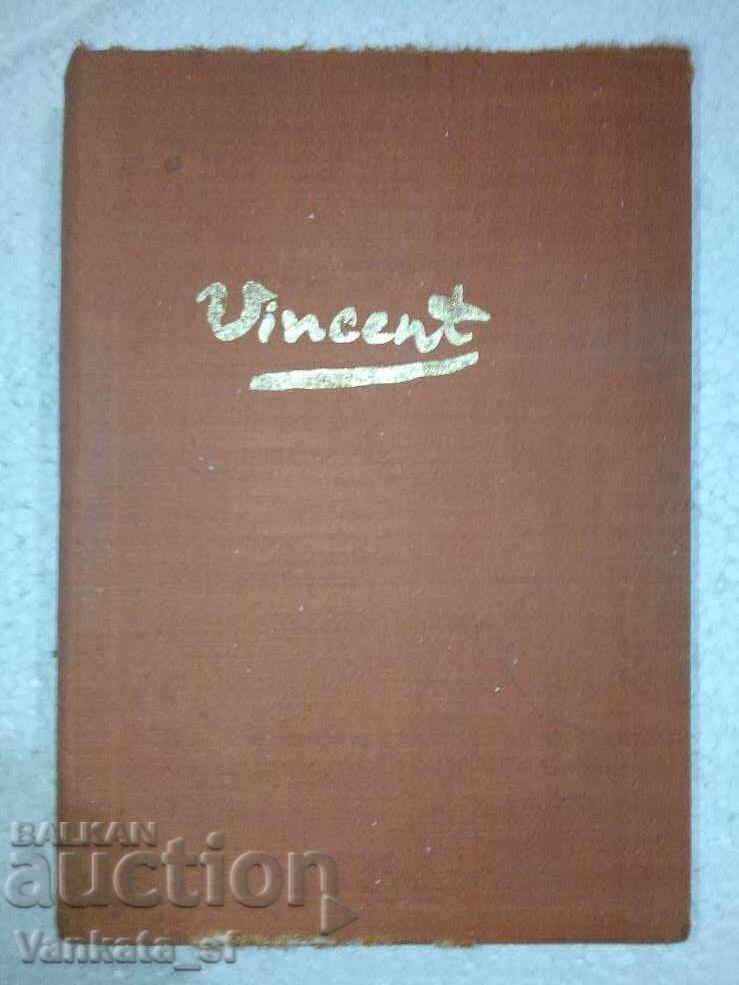 Vincent
BALKAN
auction
Vankata_sf